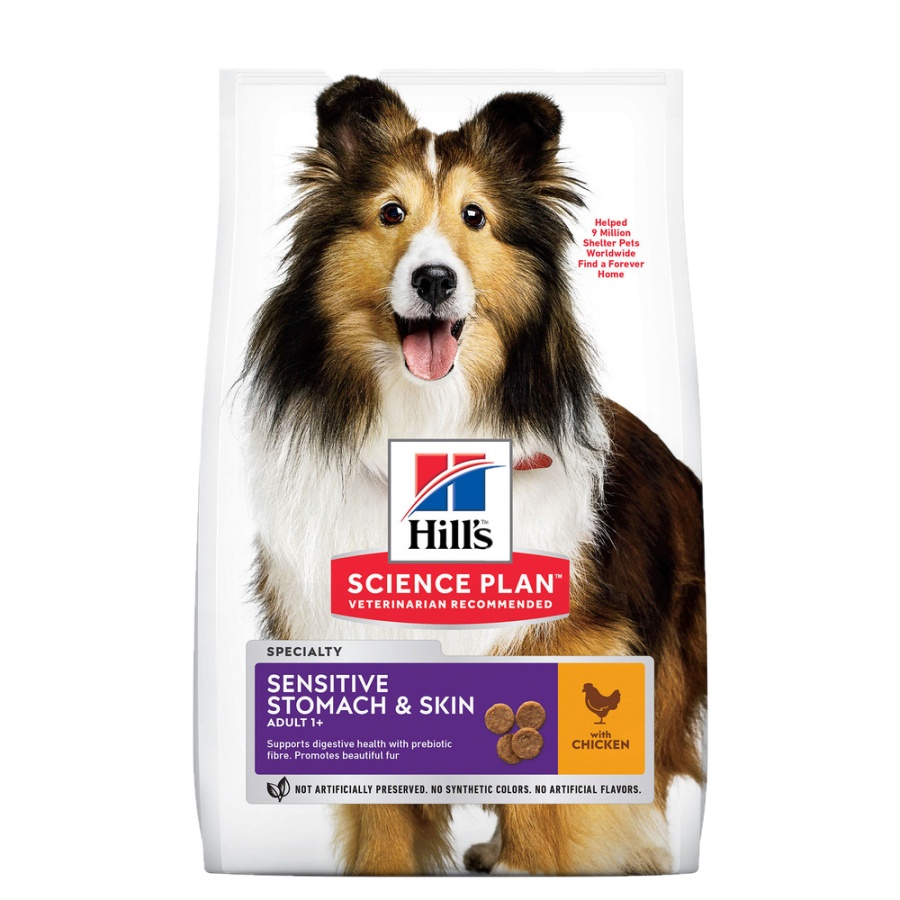 Helped
9 Million
Shelter Pets
Worldwide
Find a Forever
Home
Hill's™
SCIENCE PLAN™
VETERINARIAN RECOMMENDED
SPECIALTY
SENSITIVE
STOMACH & SKIN
ADULT 1+
Supports digestive health with prebiotic
fibre. Promotes beautiful fur
with
CHICKEN
NOT ARTIFICIALLY PRESERVED. NO SYNTHETIC COLORS. NO ARTIFICIAL FLAVORS.